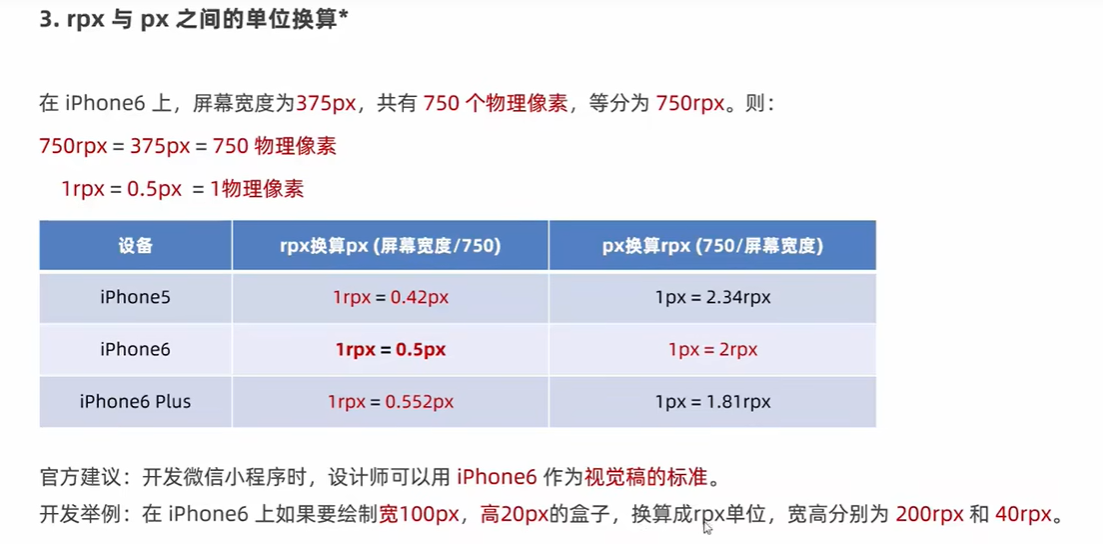 3. rpx 与 px 之间的单位换算*
在 iPhone6 上，屏幕宽度为375px，共有 750 个物理像素，等分为 750rpx。则：
750rpx = 375px = 750 物理像素
1rpx = 0.5px = 1物理像素
设备 rpx换算px (屏幕宽度/750) px换算rpx (750/屏幕宽度)
iPhone5 1rpx = 0.42px 1px = 2.34rpx
iPhone6 1rpx = 0.5px 1px = 2rpx
iPhone6 Plus 1rpx = 0.552px 1px = 1.81rpx
官方建议：开发微信小程序时，设计师可以用 iPhone6 作为视觉稿的标准。
开发举例：在 iPhone6 上如果要绘制宽100px，高20px的盒子，换算成rpx单位，宽高分别为 200rpx 和 40rpx。